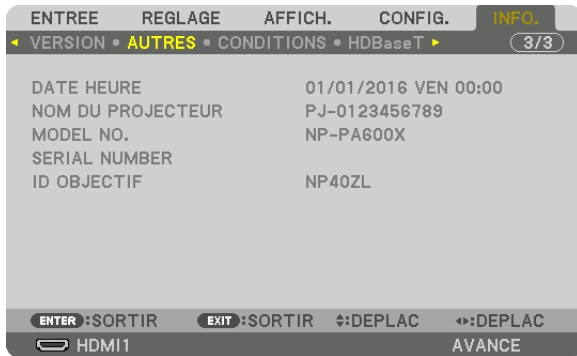 ENTREE REGLAGE AFFICH. CONFIG. INFO.
◂ VERSION • AUTRES • CONDITIONS • HDBaseT ▸ 3/3
DATE HEURE 01/01/2016 VEN 00:00
NOM DU PROJECTEUR PJ-0123456789
MODEL NO. NP-PA600X
SERIAL NUMBER
ID OBJECTIF NP40ZL
ENTER :SORTIR EXIT :SORTIR :DEPLAC :DEPLAC
HDMI1 AVANCE